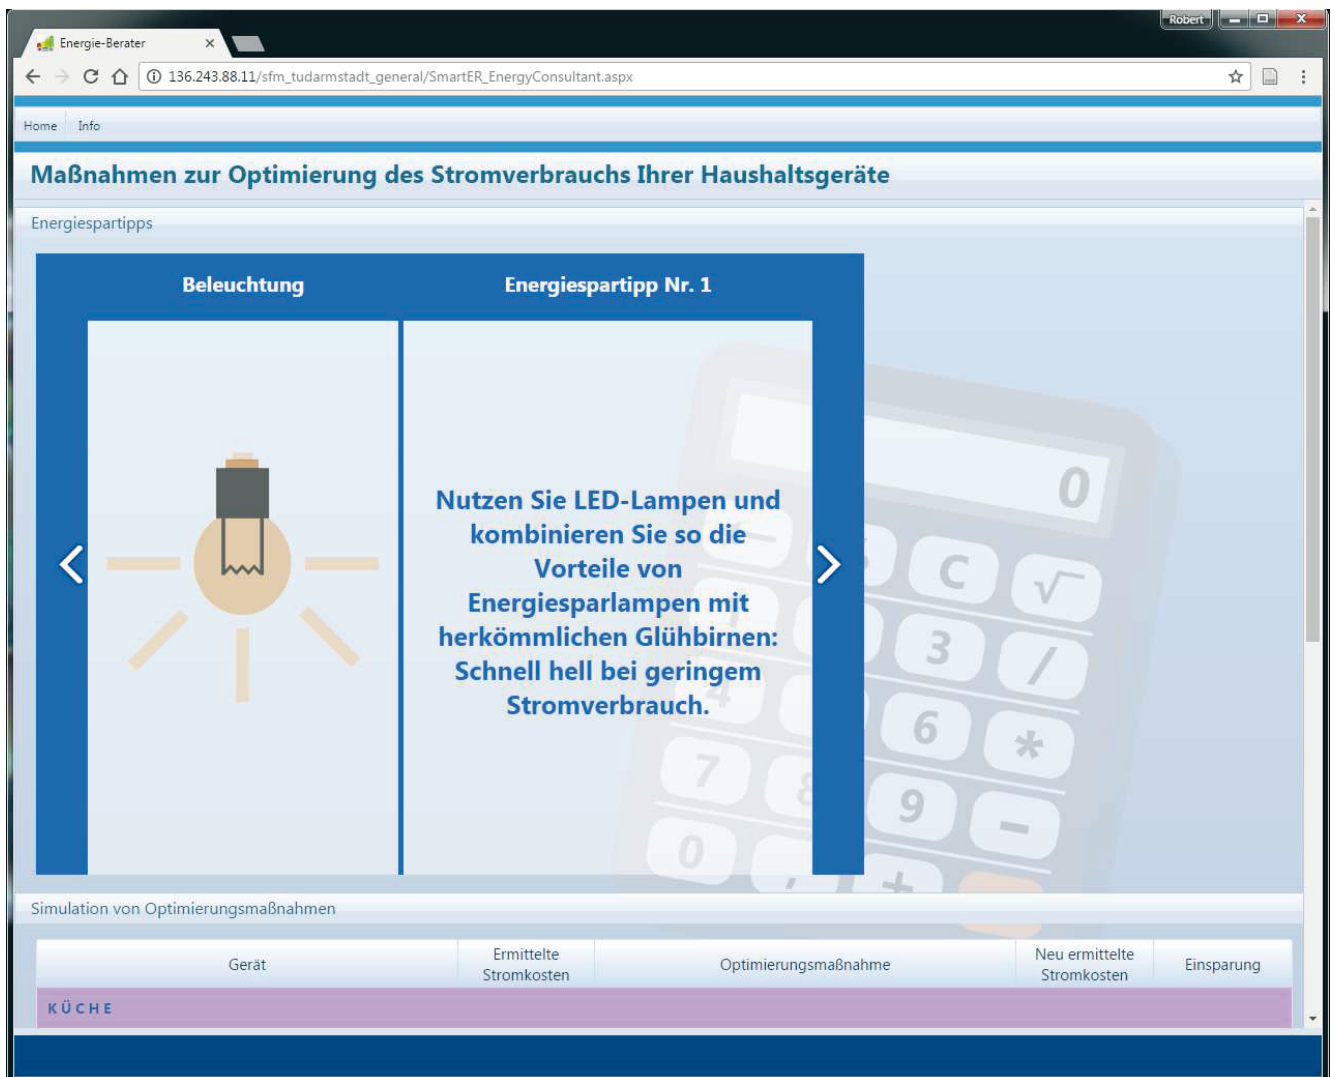 Robert
Energie-Berater
136.243.88.11/sfm_tudarmstadt_general/SmartER_EnergyConsultant.aspx
Home Info
Maßnahmen zur Optimierung des Stromverbrauchs Ihrer Haushaltsgeräte
Energiespartipps
Beleuchtung
Energiespartipp Nr. 1
Nutzen Sie LED-Lampen und
kombinieren Sie so die
Vorteile von
Energiesparlampen mit
herkömmlichen Glühbirnen:
Schnell hell bei geringem
Stromverbrauch.
0
C √
3 /
4 6 *
7 8 9 −
0 , +
Simulation von Optimierungsmaßnahmen
Gerät
Ermittelte
Stromkosten
Optimierungsmaßnahme
Neu ermittelte
Stromkosten
Einsparung
KÜCHE